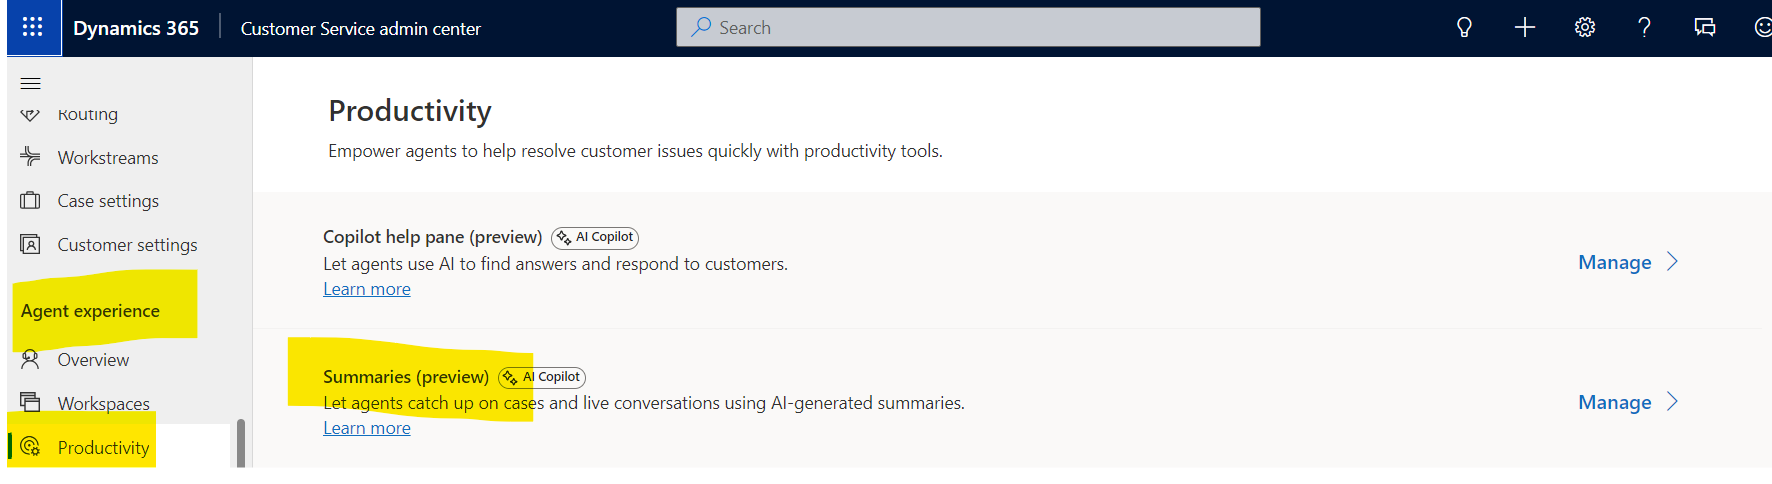 Dynamics 365 Customer Service admin center Search
Routing
Workstreams
Case settings
Customer settings
Agent experience
Overview
Workspaces
Productivity
Productivity
Empower agents to help resolve customer issues quickly with productivity tools.
Copilot help pane (preview) AI Copilot
Let agents use AI to find answers and respond to customers.
Learn more
Manage
Summaries (preview) AI Copilot
Let agents catch up on cases and live conversations using AI-generated summaries.
Learn more
Manage